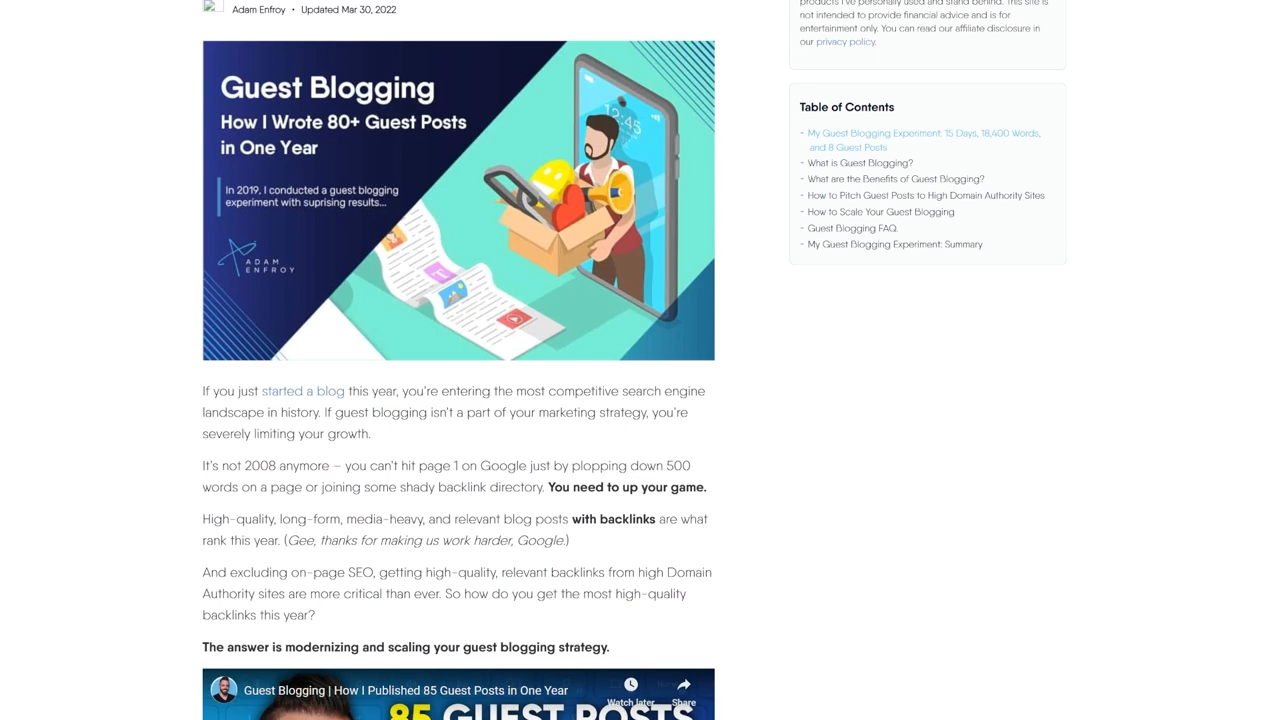 Adam Enfroy • Updated Mar 30, 2022
Guest Blogging
How I Wrote 80+ Guest Posts
in One Year
In 2019, I conducted a guest blogging
experiment with suprising results...
ADAM
ENFROY
12:45
If you just started a blog this year, you're entering the most competitive search engine
landscape in history. If guest blogging isn't a part of your marketing strategy, you're
severely limiting your growth.
It's not 2008 anymore – you can't hit page 1 on Google just by plopping down 500
words on a page or joining some shady backlink directory. You need to up your game.
High-quality, long-form, media-heavy, and relevant blog posts with backlinks are what
rank this year. (Gee, thanks for making us work harder, Google.)
And excluding on-page SEO, getting high-quality, relevant backlinks from high Domain
Authority sites are more critical than ever. So how do you get the most high-quality
backlinks this year?
The answer is modernizing and scaling your guest blogging strategy.
Guest Blogging | How I Published 85 Guest Posts in One Year
Watch later
Share
85 GUEST POSTS
products I've personally used and stand behind. This site is
not intended to provide financial advice and is for
entertainment only. You can read our affiliate disclosure in
our privacy policy.
Table of Contents
- My Guest Blogging Experiment: 15 Days, 18,400 Words,
and 8 Guest Posts
- What is Guest Blogging?
- What are the Benefits of Guest Blogging?
- How to Pitch Guest Posts to High Domain Authority Sites
- How to Scale Your Guest Blogging
- Guest Blogging FAQ.
- My Guest Blogging Experiment: Summary